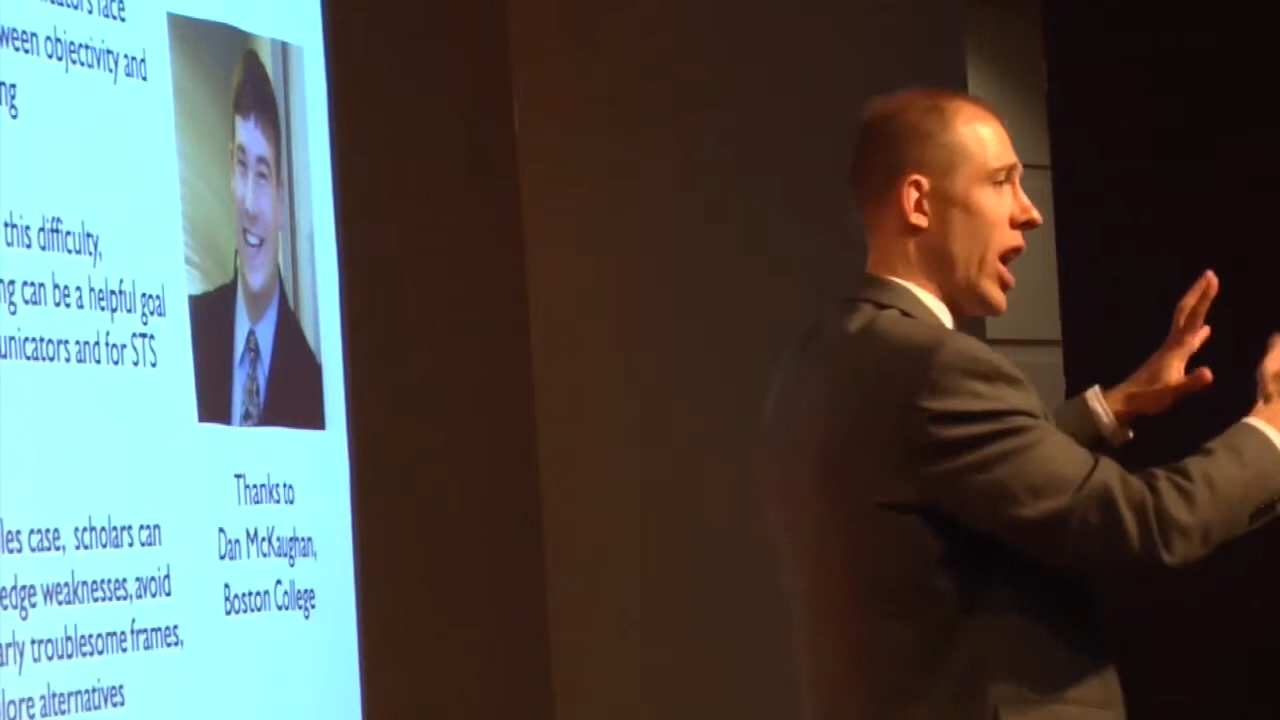 ween objectivity and
ng
this difficulty,
ng can be a helpful goal
unicators and for STS
les case, scholars can
edge weaknesses, avoid
arly troublesome frames,
lore alternatives
Thanks to
Dan McKaughan,
Boston College